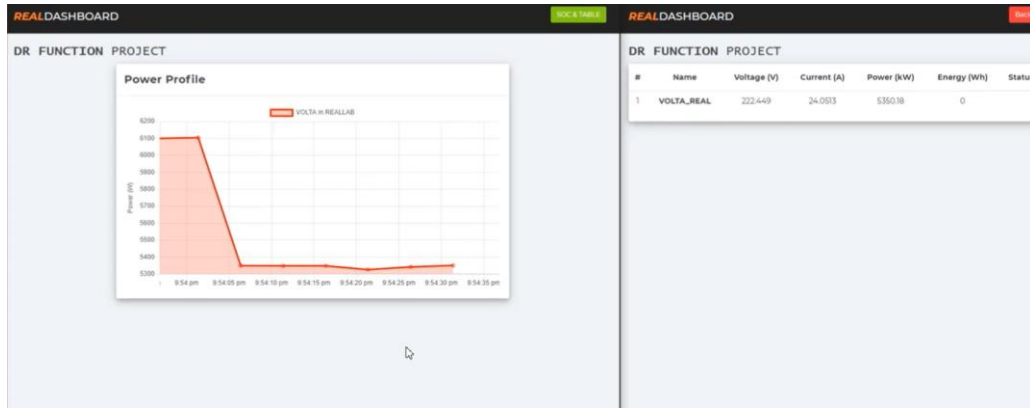 REALDASHBOARD
SOC & TABLE
DR FUNCTION PROJECT
Power Profile
VOLTA in REALLAB
Power (W)
6200
6100
6000
5900
5800
5700
5600
5500
5400
5300
9:54 pm 9:54:05 pm 9:54:10 pm 9:54:15 pm 9:54:20 pm 9:54:25 pm 9:54:30 pm 9:54:35 pm
REALDASHBOARD
DR FUNCTION PROJECT
# Name Voltage (V) Current (A) Power (kW) Energy (Wh) Statu
1 VOLTA_REAL 222.449 24.0513 5350.18 0